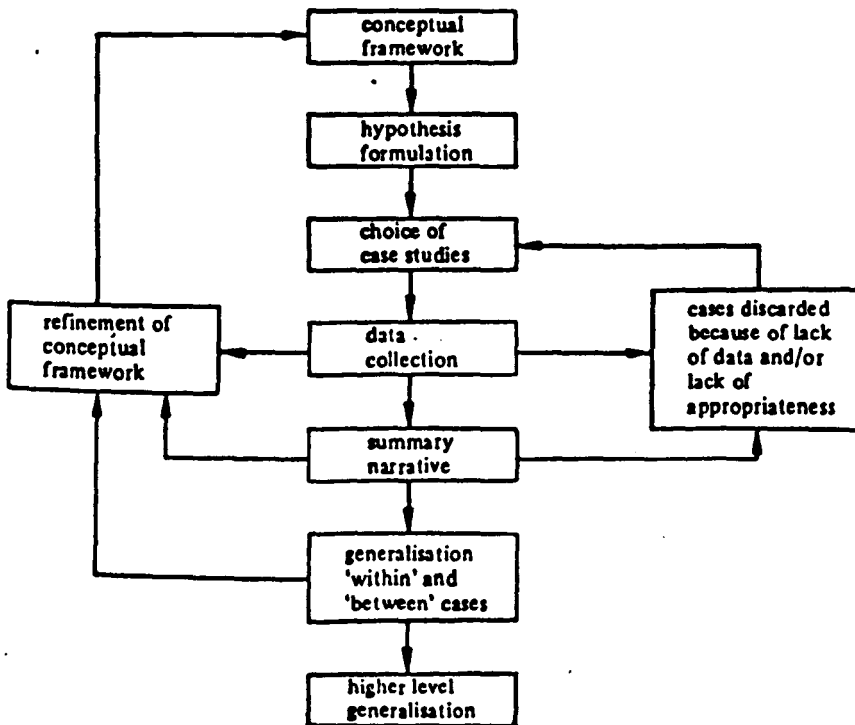 conceptual
framework
hypothesis
formulation
choice of
case studies
refinement of
conceptual
framework
data
collection
cases discarded
because of lack
of data and/or
lack of
appropriateness
summary
narrative
generalisation
'within' and
'between' cases
higher level
generalisation